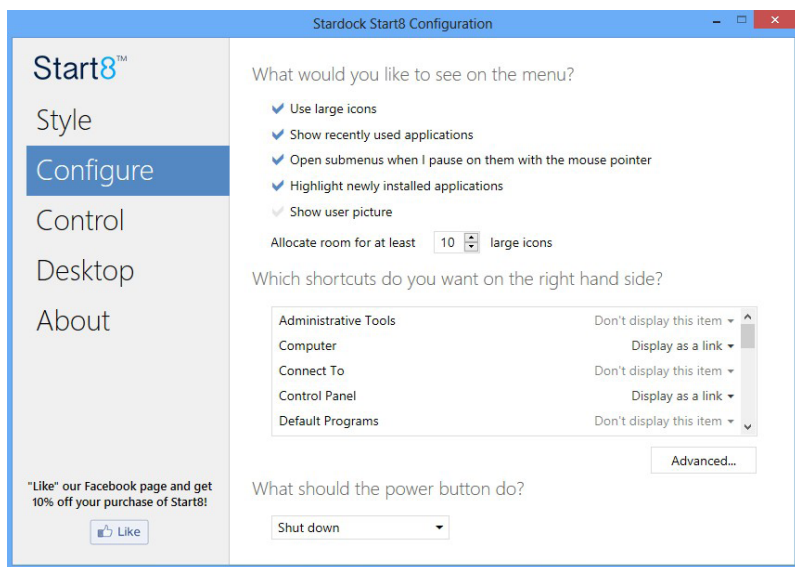 Stardock Start8 Configuration
Start8™
Style
Configure
Control
Desktop
About
"Like" our Facebook page and get
10% off your purchase of Start8!
Like
What would you like to see on the menu?
Use large icons
Show recently used applications
Open submenus when I pause on them with the mouse pointer
Highlight newly installed applications
Show user picture
Allocate room for at least 10 large icons
Which shortcuts do you want on the right hand side?
Administrative Tools Don't display this item
Computer Display as a link
Connect To Don't display this item
Control Panel Display as a link
Default Programs Don't display this item
Advanced...
What should the power button do?
Shut down